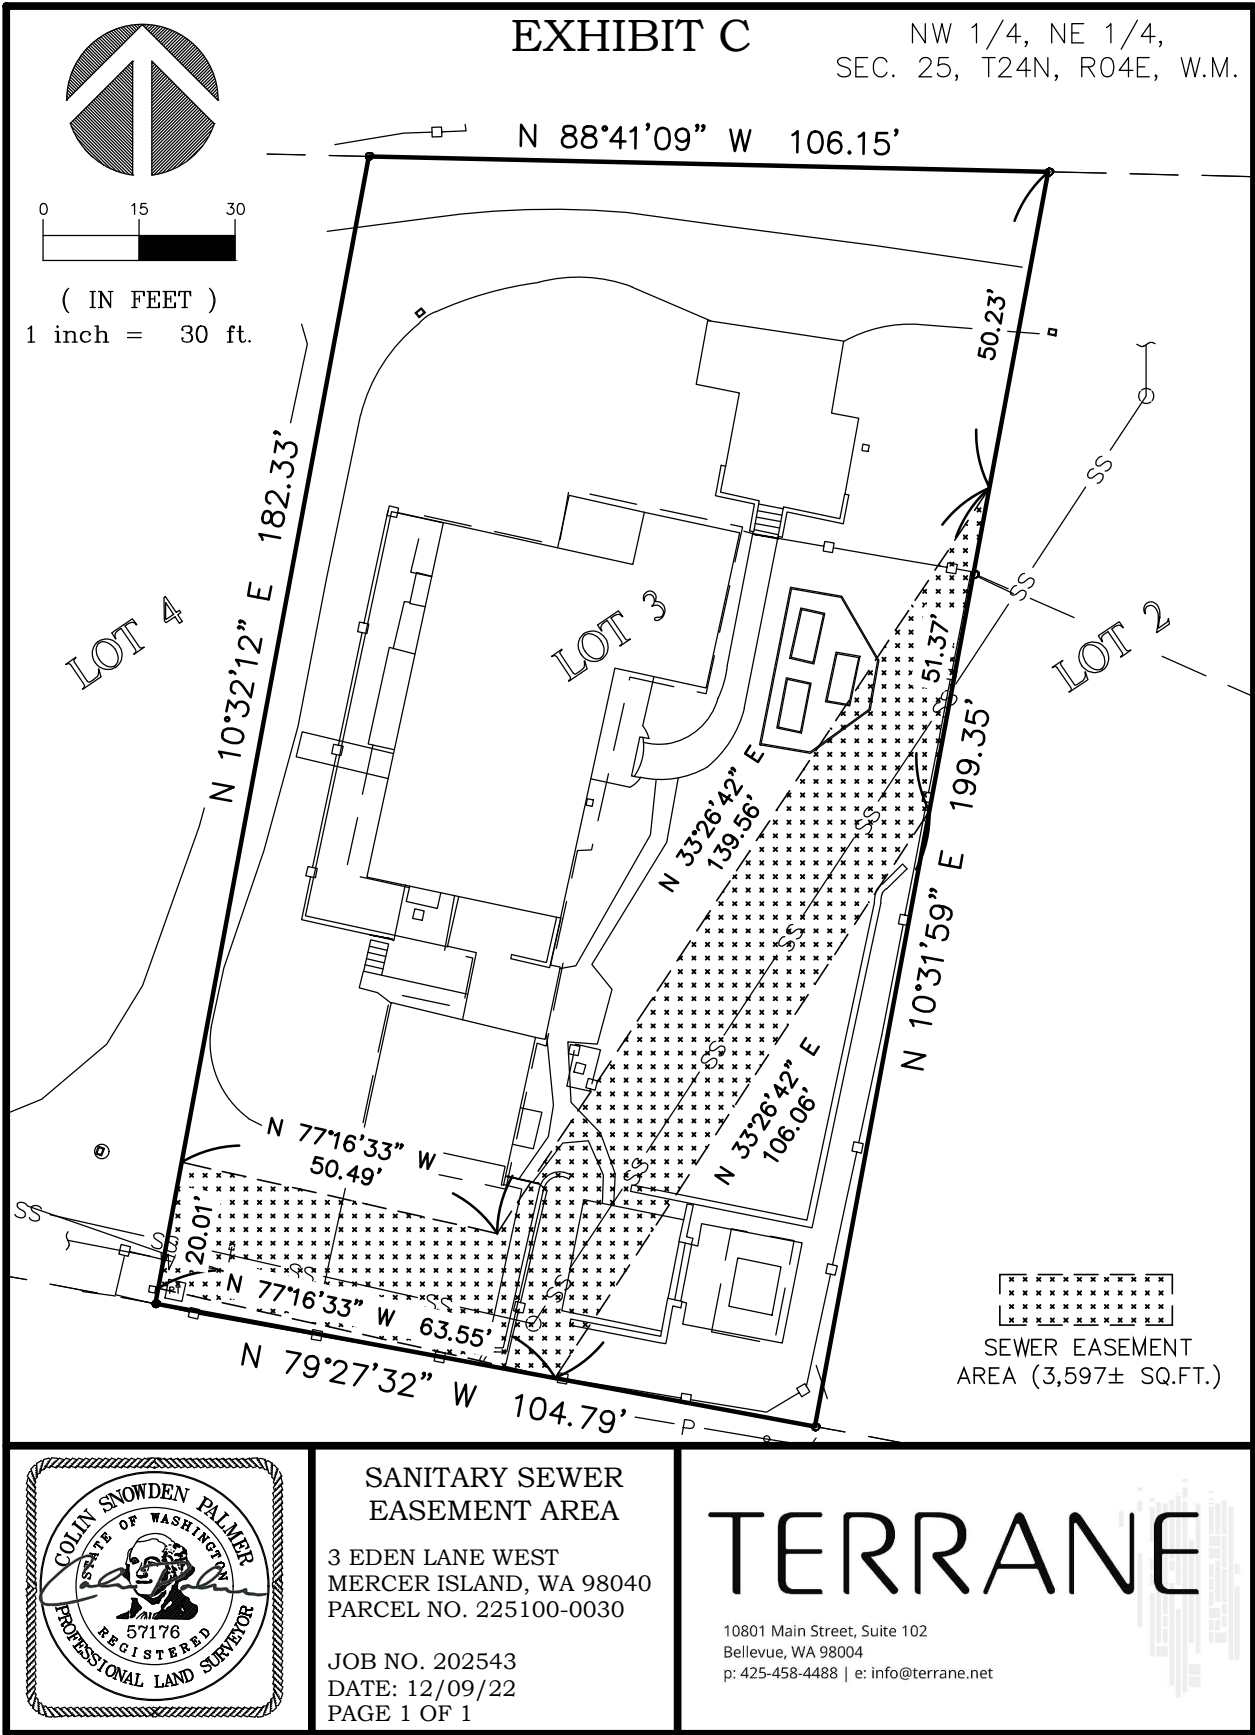 EXHIBIT C
NW 1/4, NE 1/4,
SEC. 25, T24N, R04E, W.M.
0 15 30
( IN FEET )
1 inch = 30 ft.
N 88°41'09" W 106.15'
50.23'
N 10°32'12" E 182.33'
LOT 4
LOT 3
LOT 2
SS
SS
51.37'
SS
N 33°26'42" E
139.56'
SS
N 10°31'59" E 199.35'
SS
SS
N 33°26'42" E
106.06'
SS
N 77°16'33" W
50.49'
SS
SS
20.01'
SS
SS
SS
N 77°16'33" W 63.55'
N 79°27'32" W 104.79'
P
SEWER EASEMENT
AREA (3,597± SQ.FT.)
COLIN SNOWDEN PALMER
STATE OF WASHINGTON
57176
REGISTERED
PROFESSIONAL LAND SURVEYOR
SANITARY SEWER
EASEMENT AREA
3 EDEN LANE WEST
MERCER ISLAND, WA 98040
PARCEL NO. 225100-0030
JOB NO. 202543
DATE: 12/09/22
PAGE 1 OF 1
TERRANE
10801 Main Street, Suite 102
Bellevue, WA 98004
p: 425-458-4488 | e: info@terrane.net